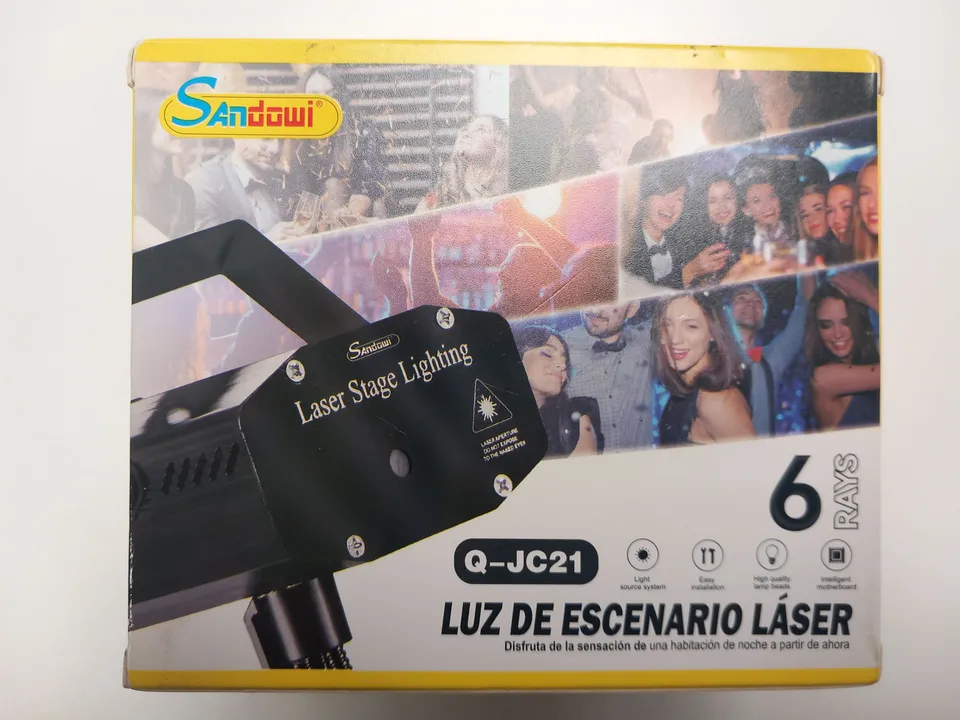 Sandowi®
Sandowi
Laser Stage Lighting
LASER APERTURE
DO NOT EXPOSE
TO THE NAKED EYES
6
RAYS
Q-JC21
Light
source system
Easy
installation
High quality
lamp beads
Intelligent
motherboard
LUZ DE ESCENARIO LÁSER
Disfruta de la sensación de una habitación de noche a partir de ahora